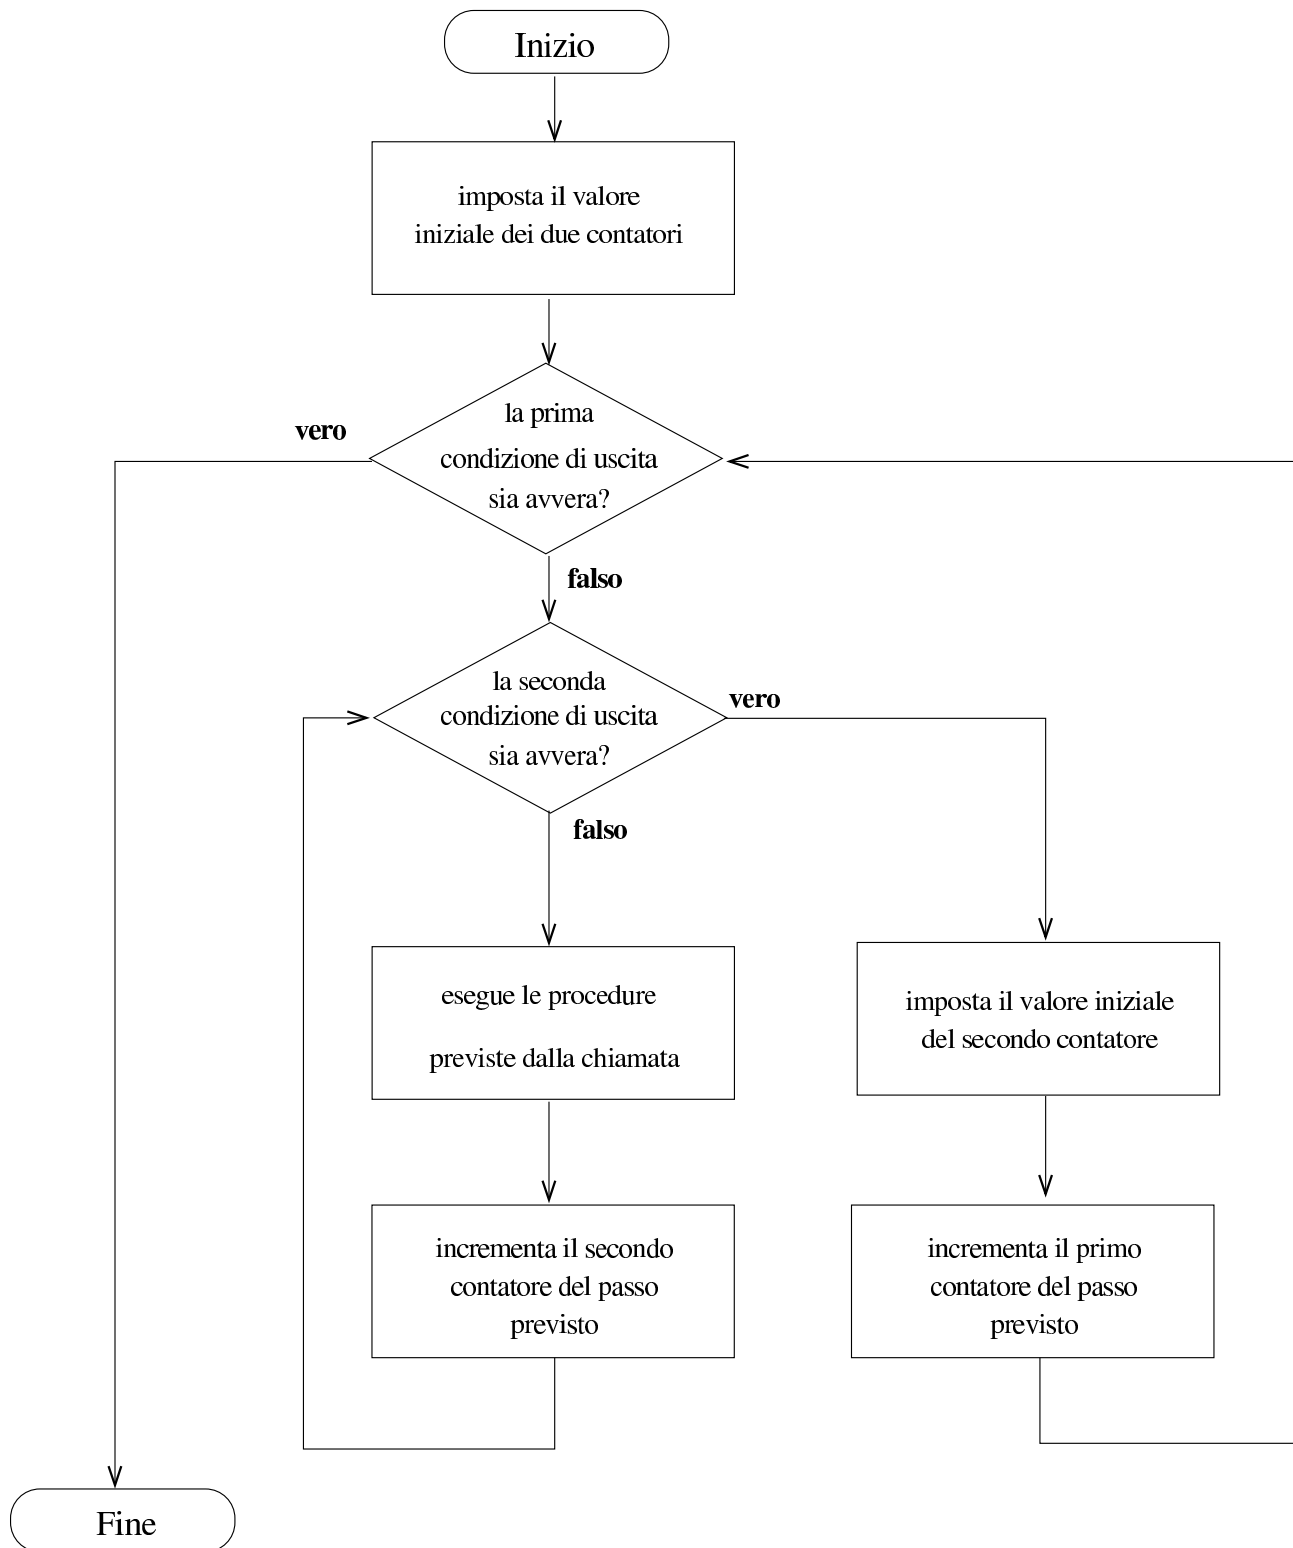 Inizio
imposta il valore
iniziale dei due contatori
vero
la prima
condizione di uscita
sia avvera?
falso
la seconda
condizione di uscita
sia avvera?
vero
falso
esegue le procedure
previste dalla chiamata
imposta il valore iniziale
del secondo contatore
incrementa il secondo
contatore del passo
previsto
incrementa il primo
contatore del passo
previsto
Fine